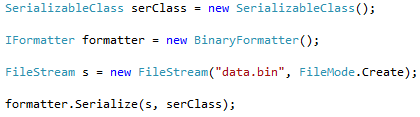 SerializableClass serClass = new SerializableClass();
IFormatter formatter = new BinaryFormatter();
FileStream s = new FileStream("data.bin", FileMode.Create);
formatter.Serialize(s, serClass);